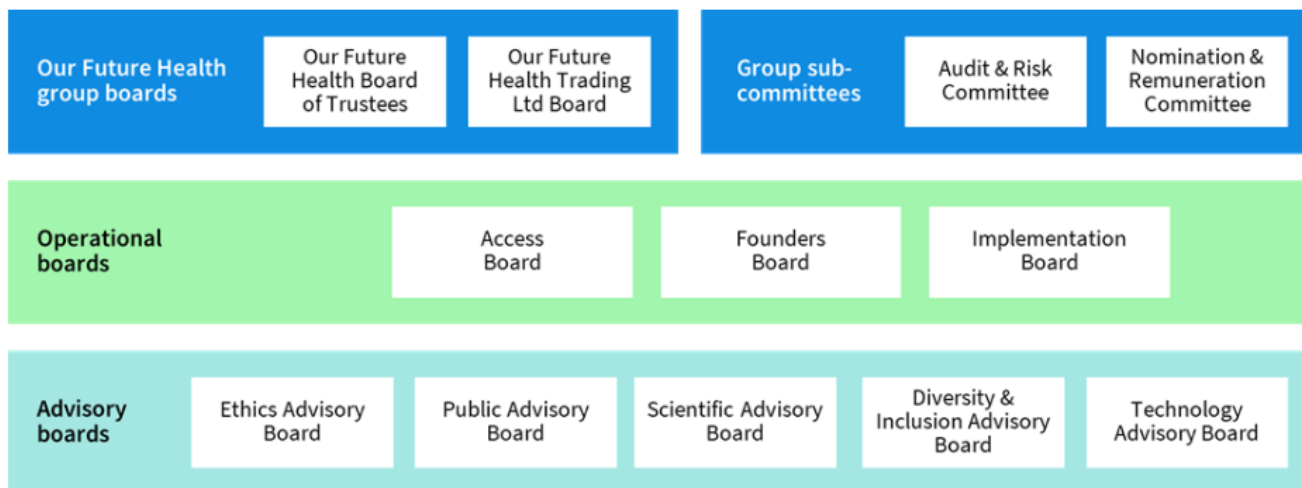 Our Future Health
group boards
Our Future
Health Board
of Trustees
Our Future
Health Trading
Ltd Board
Group sub-
committees
Audit & Risk
Committee
Nomination &
Remuneration
Committee
Operational
boards
Access
Board
Founders
Board
Implementation
Board
Advisory
boards
Ethics Advisory
Board
Public Advisory
Board
Scientific Advisory
Board
Diversity &
Inclusion Advisory
Board
Technology
Advisory Board